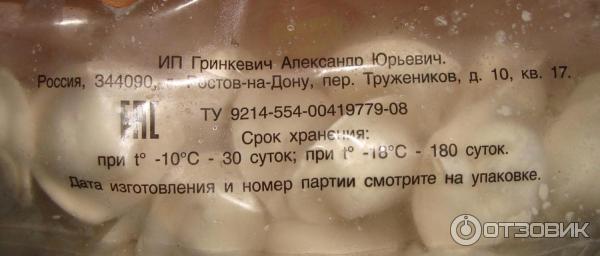 ИП Гринкевич Александр Юрьевич.
Россия, 344090, г. Ростов-на-Дону, пер. Тружеников, д. 10, кв. 17.
EAC ТУ 9214-554-00419779-08
Срок хранения:
при t° -10°С - 30 суток; при t° -18°С - 180 суток.
Дата изготовления и номер партии смотрите на упаковке.
ОТЗОВИК